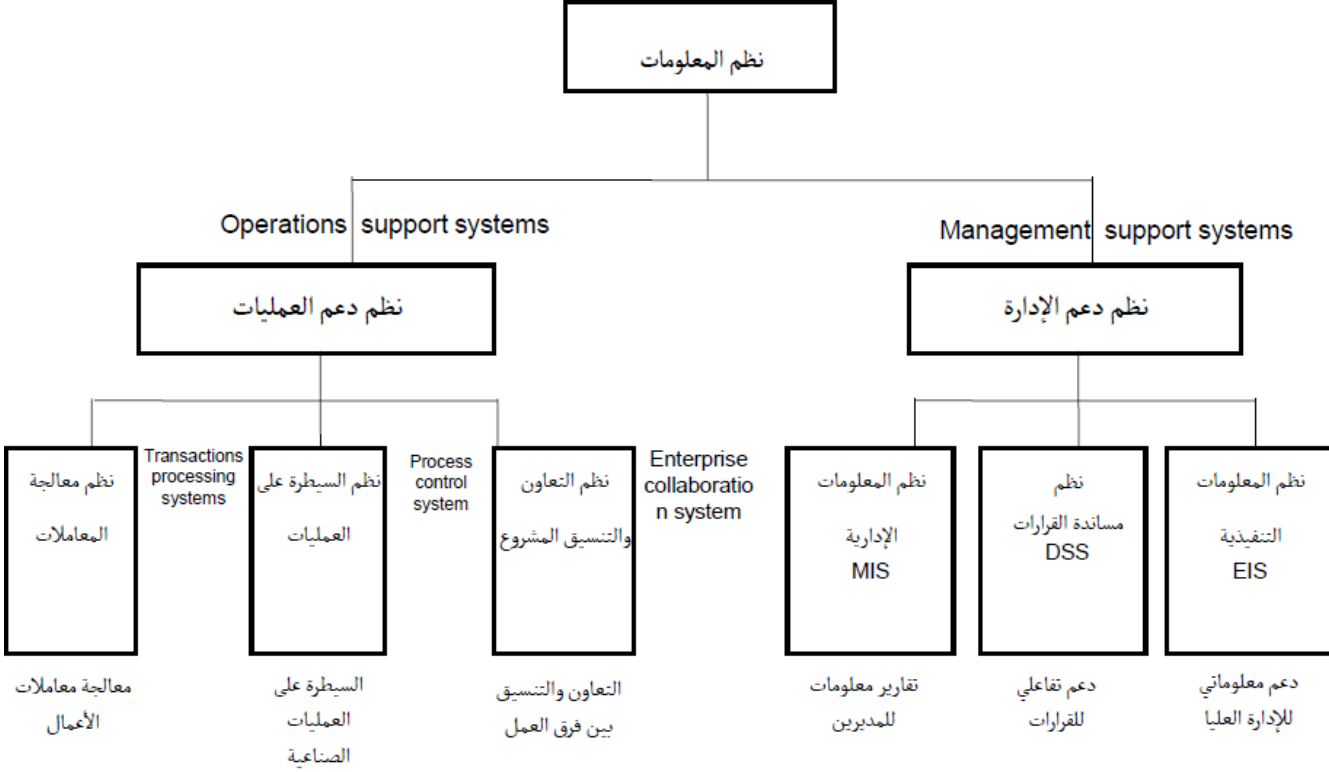 نظم المعلومات
Operations support systems
Management support systems
نظم دعم العمليات
نظم دعم الإدارة
نظم معالجة
المعاملات
Transactions
processing
systems
نظم السيطرة على
العمليات
Process
control
system
نظم التعاون
والتنسيق المشروع
Enterprise
collaboratio
n system
نظم المعلومات
الإدارية
MIS
نظم
مساندة القرارات
DSS
نظم المعلومات
التنفيذية
EIS
معالجة معاملات
الأعمال
السيطرة على
العمليات
الصناعية
التعاون والتنسيق
بين فرق العمل
تقارير معلومات
للمديرين
دعم تفاعلي
للقرارات
دعم معلوماتي
للإدارة العليا